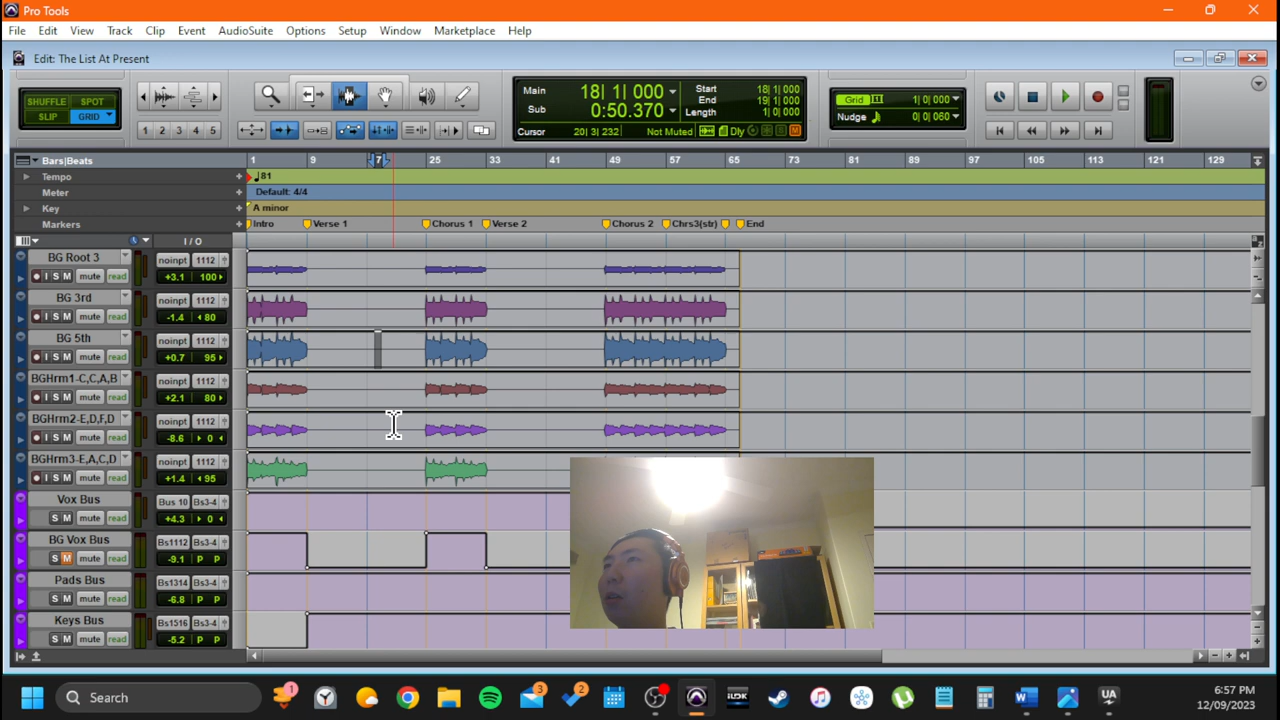 Pro Tools
File Edit View Track Clip Event AudioSuite Options Setup Window Marketplace Help
Edit: The List At Present
SHUFFLE SPOT
SLIP GRID
1 2 3 4 5
Main 18| 1| 000
Sub 0:50.370
Start 18| 1| 000
End 19| 1| 000
Length 1| 0| 000
Cursor 20| 3| 232 Not Muted Dly
Grid 1| 0| 000
Nudge 0| 0| 060
Bars|Beats 1 9 25 33 41 49 57 65 73 81 89 97 105 113 121 129
Tempo 81
Meter Default: 4/4
Key A minor
Markers Intro Verse 1 Chorus 1 Verse 2 Chorus 2 Chrs3(str) End
I / O
BG Root 3 noinpt 1112
I S M mute read +3.1 100
BG 3rd noinpt 1112
I S M mute read -1.4 80
BG 5th noinpt 1112
I S M mute read +0.7 95
BGHrm1-C,C,A,B noinpt 1112
I S M mute read +2.1 80
BGHrm2-E,D,F,D noinpt 1112
I S M mute read -8.6 0
BGHrm3-E,A,C,D noinpt 1112
I S M mute read +1.4 95
Vox Bus Bus 10 Bs3-4
S M mute read +4.3 0
BG Vox Bus Bs1112 Bs3-4
S M mute read -9.1 P P
Pads Bus Bs1314 Bs3-4
S M mute read -6.8 P P
Keys Bus Bs1516 Bs3-4
S M mute read -5.2 P P
Search 1 3 2 iLOK UA
6:57 PM
12/09/2023